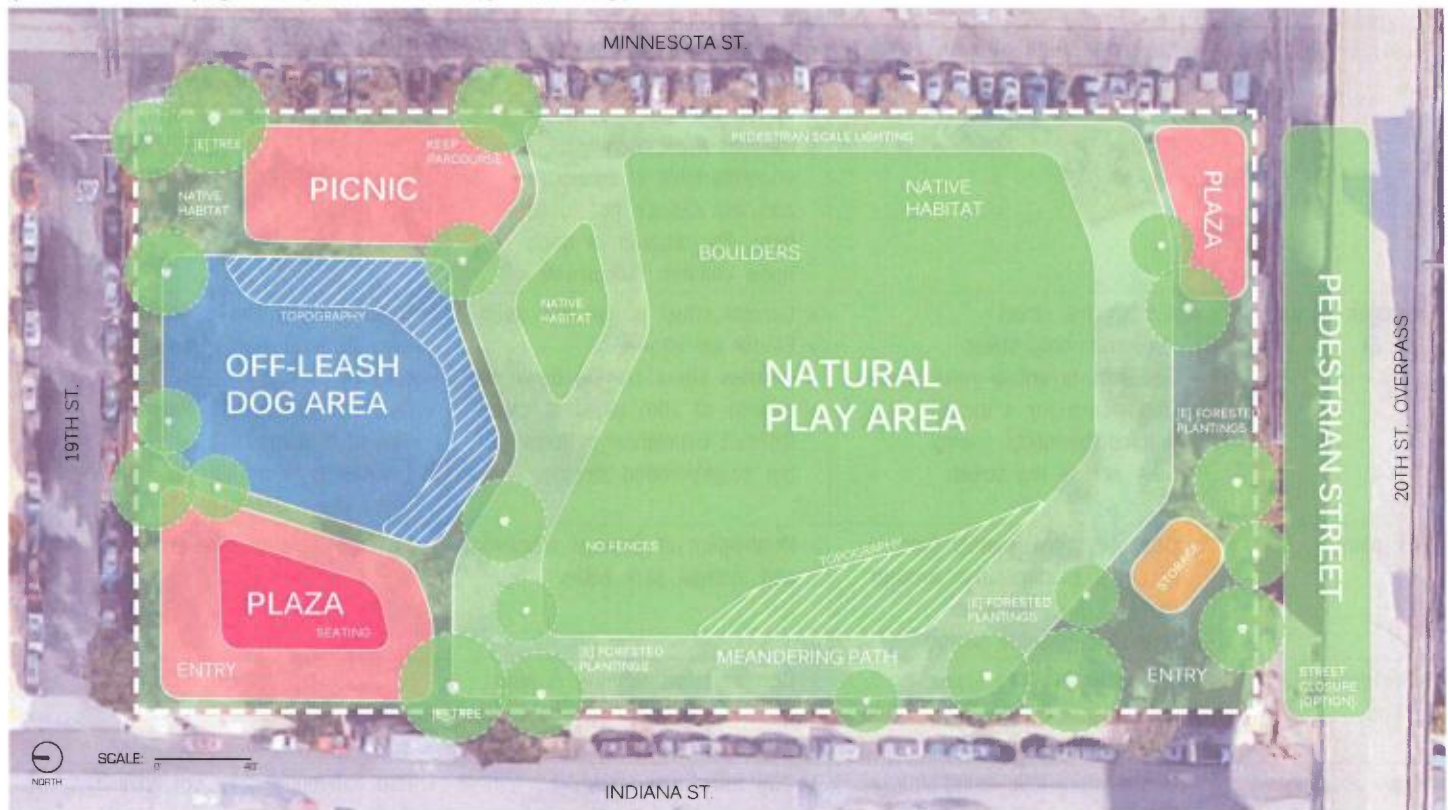 MINNESOTA ST.
PEDESTRIAN SCALE LIGHTING
[E] TREE
KEEP
PARCOURSE
PICNIC
NATIVE
HABITAT
NATIVE
HABITAT
PLAZA
BOULDERS
TOPOGRAPHY
NATIVE
HABITAT
OFF-LEASH
DOG AREA
NATURAL
PLAY AREA
PEDESTRIAN STREET
20TH ST. OVERPASS
19TH ST.
[E] FORESTED
PLANTINGS
NO FENCES
TOPOGRAPHY
STORAGE
PLAZA
SEATING
[E] FORESTED
PLANTINGS
[E] FORESTED
PLANTINGS
MEANDERING PATH
ENTRY
ENTRY
STREET
CLOSURE
[OPTION]
[E] TREE
NORTH
SCALE:
0 40'
INDIANA ST.